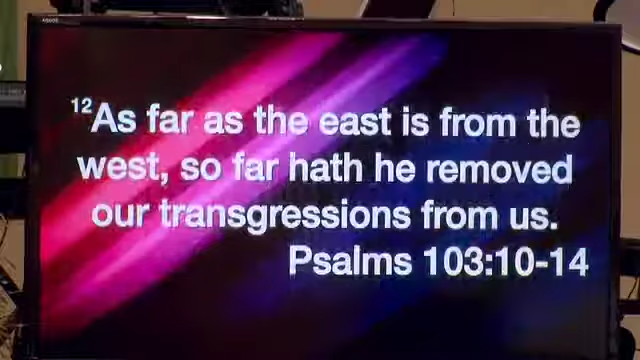 ¹²As far as the east is from the
west, so far hath he removed
our transgressions from us.
Psalms 103:10-14